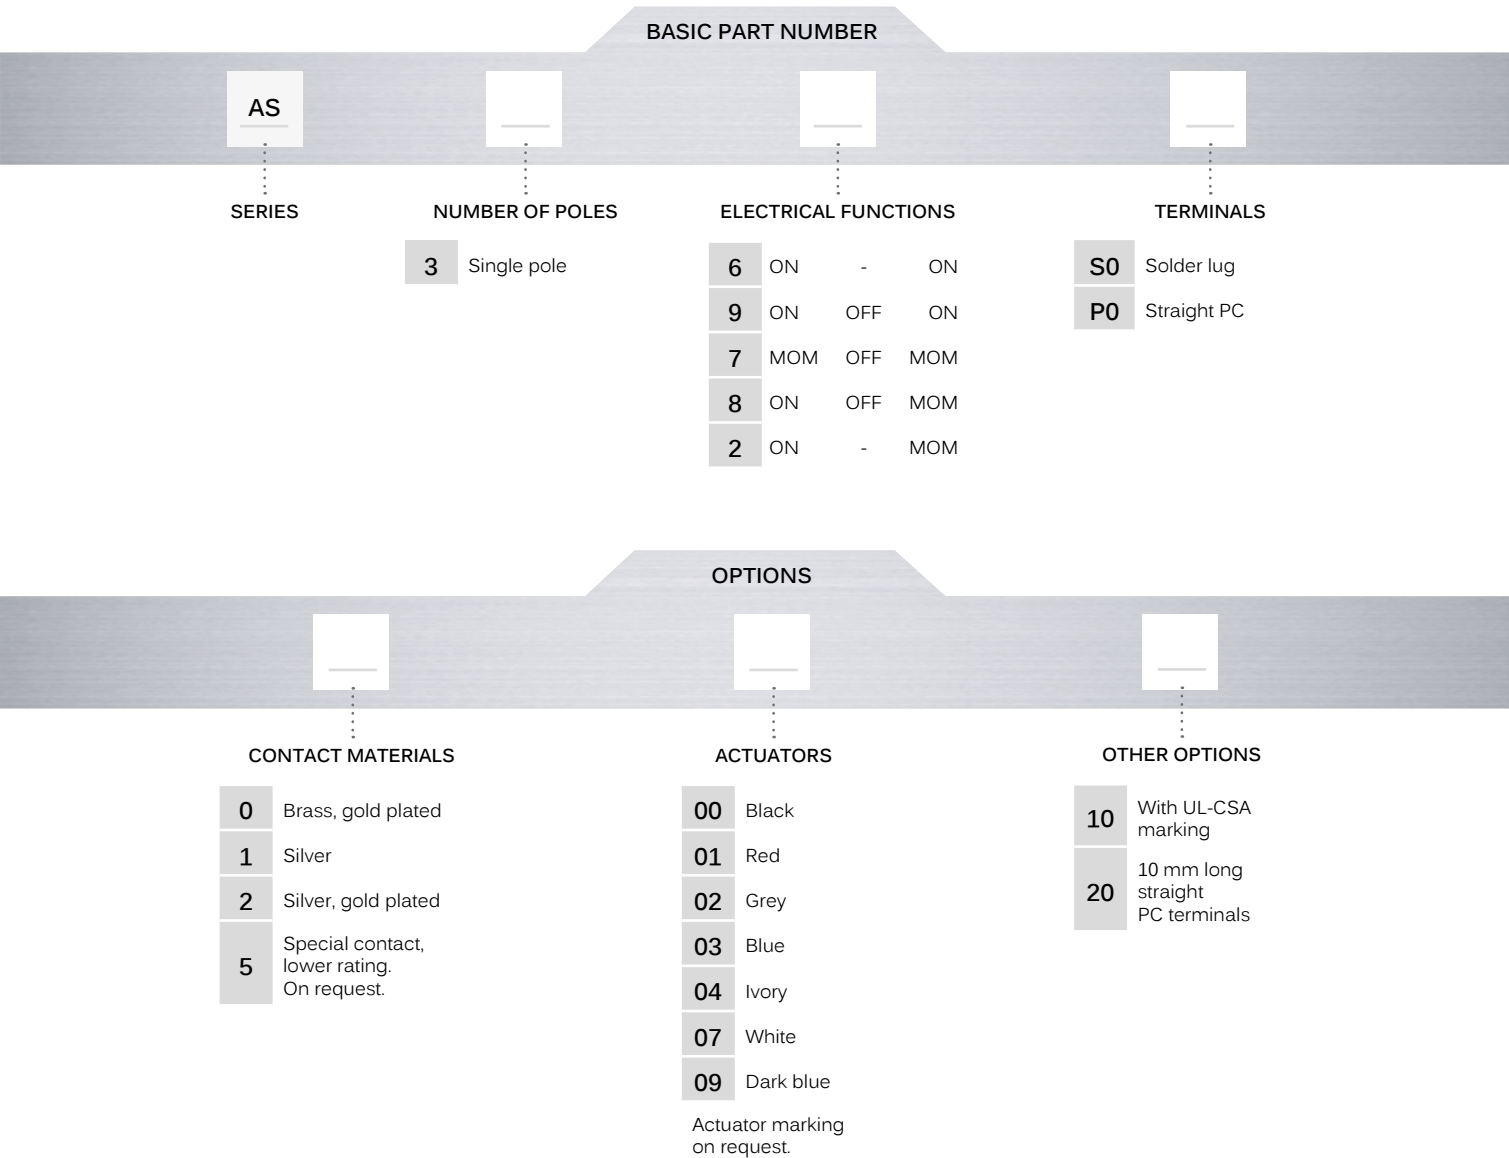 BASIC PART NUMBER
AS
SERIES
NUMBER OF POLES
3 Single pole
ELECTRICAL FUNCTIONS
6 ON - ON
9 ON OFF ON
7 MOM OFF MOM
8 ON OFF MOM
2 ON - MOM
TERMINALS
S0 Solder lug
P0 Straight PC
OPTIONS
CONTACT MATERIALS
0 Brass, gold plated
1 Silver
2 Silver, gold plated
5 Special contact,
lower rating.
On request.
ACTUATORS
00 Black
01 Red
02 Grey
03 Blue
04 Ivory
07 White
09 Dark blue
Actuator marking
on request.
OTHER OPTIONS
10 With UL-CSA
marking
20 10 mm long
straight
PC terminals